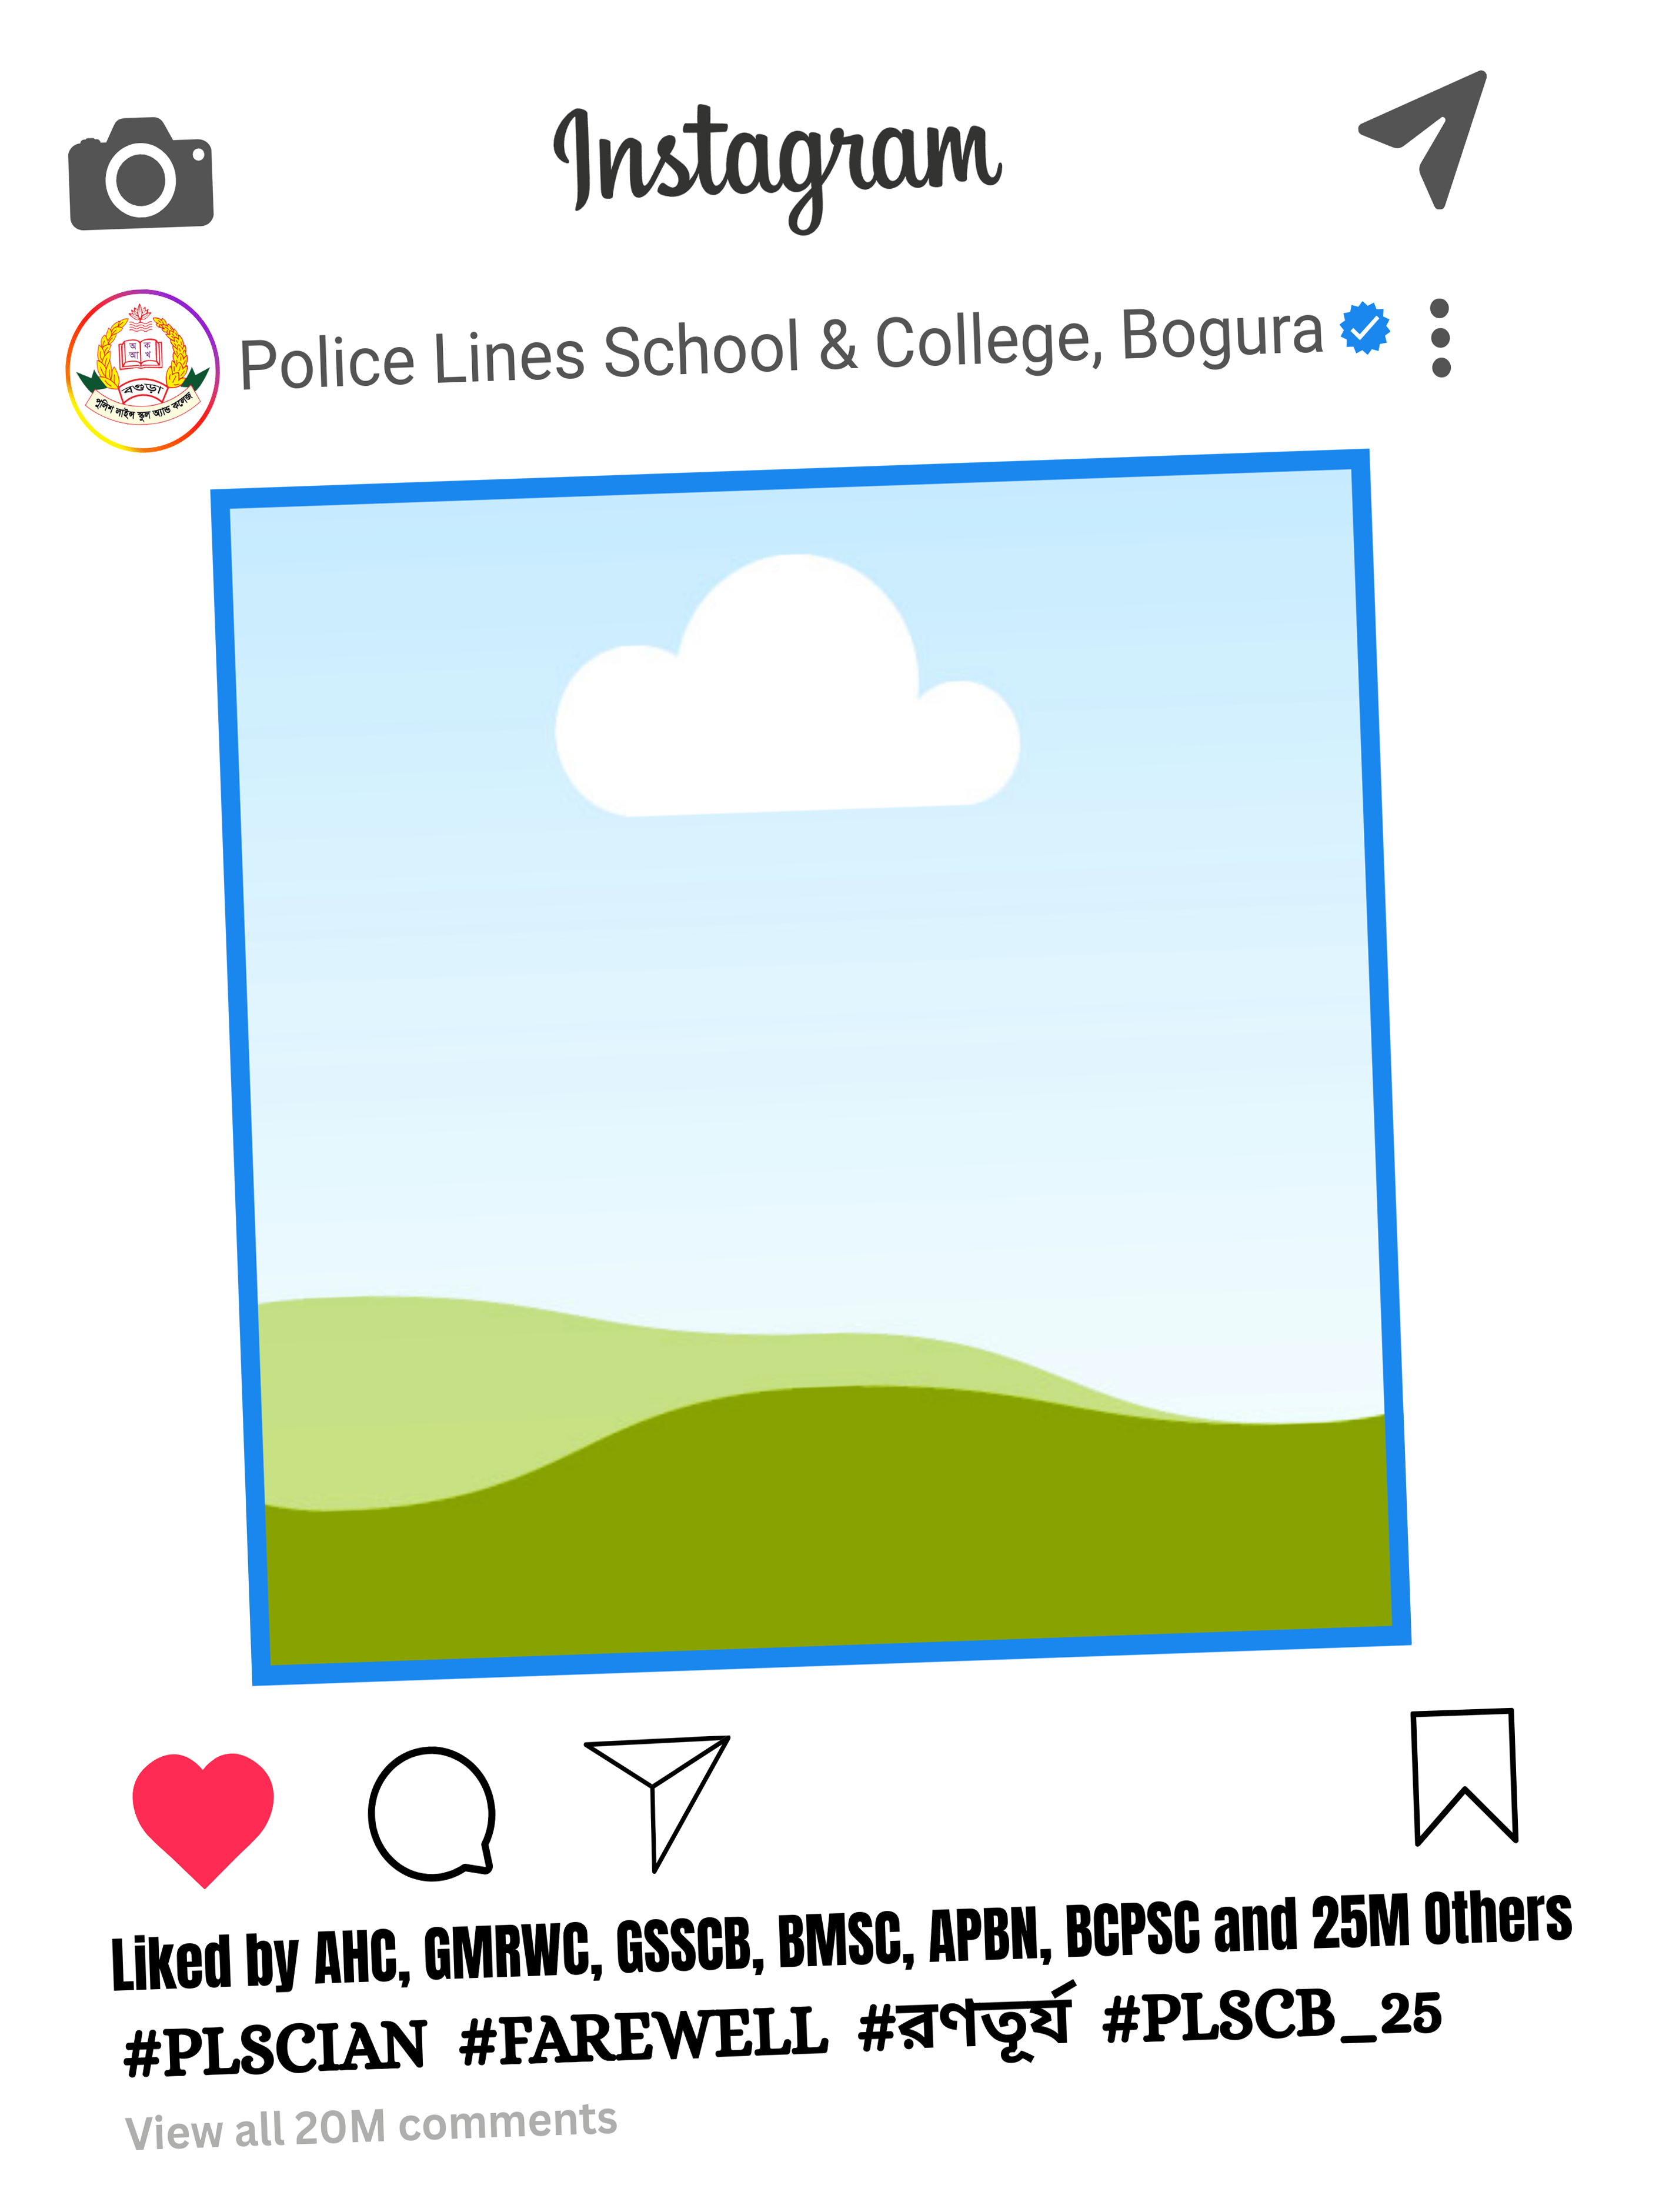 Instagram
অ ক
আ খ
বগুড়া
পুলিশ লাইন্স স্কুল অ্যান্ড কলেজ
Police Lines School & College, Bogura
Liked by AHC, GMRWC, GSSCB, BMSC, APBN, BCPSC and 25M Others
#PLSCIAN #FAREWELL #রণতূর্য #PLSCB_25
View all 20M comments